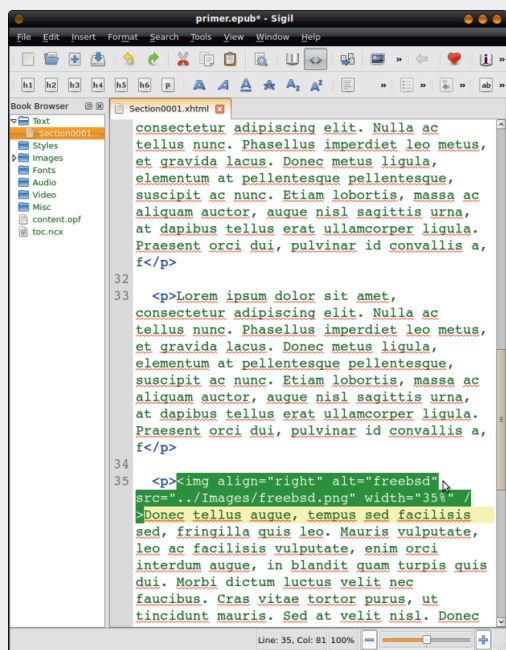 primer.epub* - Sigil
File Edit Insert Format Search Tools View Window Help
h1 h2 h3 h4 h5 h6 p A A A A₂ A² ab
Book Browser
Section0001.xhtml
Text
Section0001...
Styles
Images
Fonts
Audio
Video
Misc
content.opf
toc.ncx
consectetur adipiscing elit. Nulla ac
tellus nunc. Phasellus imperdiet leo metus,
et gravida lacus. Donec metus ligula,
elementum at pellentesque pellentesque,
suscipit ac nunc. Etiam lobortis, massa ac
aliquam auctor, augue nisl sagittis urna,
at dapibus tellus erat ullamcorper ligula.
Praesent orci dui, pulvinar id convallis a,
f</p>
32
33 <p>Lorem ipsum dolor sit amet,
consectetur adipiscing elit. Nulla ac
tellus nunc. Phasellus imperdiet leo metus,
et gravida lacus. Donec metus ligula,
elementum at pellentesque pellentesque,
suscipit ac nunc. Etiam lobortis, massa ac
aliquam auctor, augue nisl sagittis urna,
at dapibus tellus erat ullamcorper ligula.
Praesent orci dui, pulvinar id convallis a,
f</p>
34
35 <p><img align="right" alt="freebsd"
src="../Images/freebsd.png" width="35%" /
>Donec tellus augue, tempus sed facilisis
sed, fringilla quis leo. Mauris vulputate,
leo ac facilisis vulputate, enim orci
interdum augue, in blandit quam turpis quis
dui. Morbi dictum luctus velit nec
faucibus. Cras vitae tortor purus, ut
tincidunt mauris. Sed at velit nisl. Donec
Line: 35, Col: 81 100%